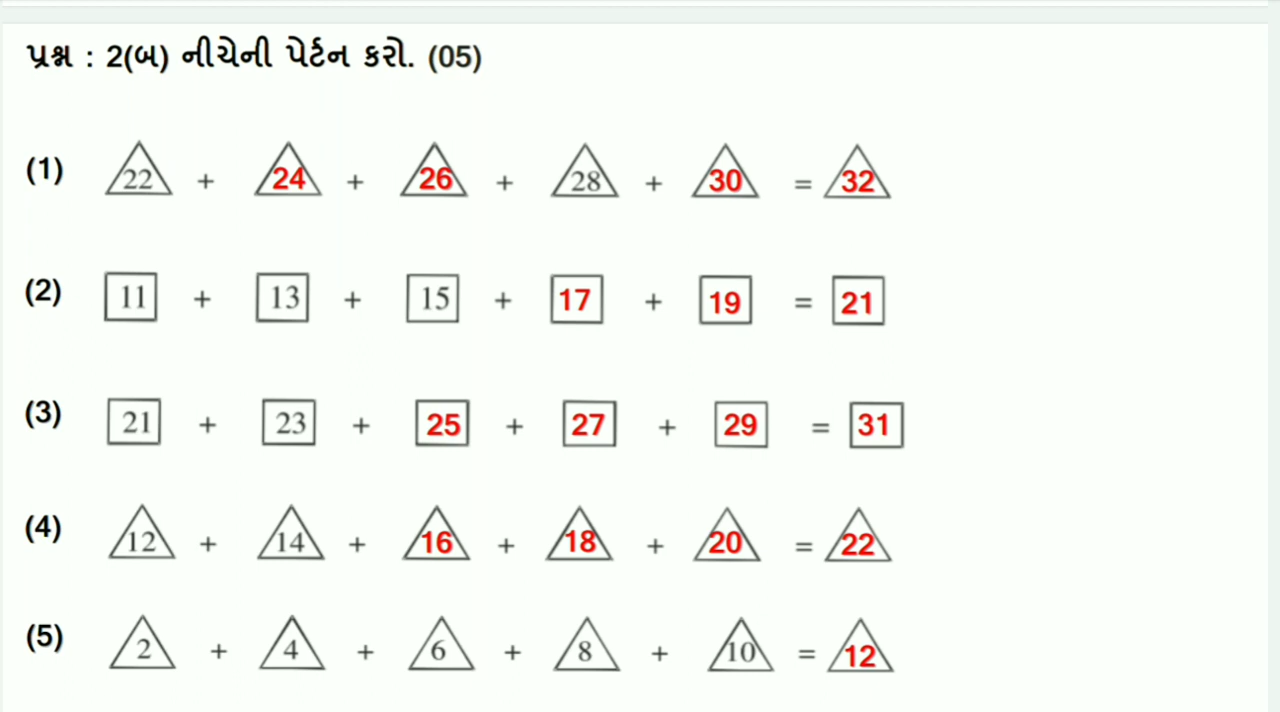 પ્રશ્ન : 2(બ) નીચેની પેર્ટન કરો. (05)
(1) 22 + 24 + 26 + 28 + 30 = 32
(2) 11 + 13 + 15 + 17 + 19 = 21
(3) 21 + 23 + 25 + 27 + 29 = 31
(4) 12 + 14 + 16 + 18 + 20 = 22
(5) 2 + 4 + 6 + 8 + 10 = 12